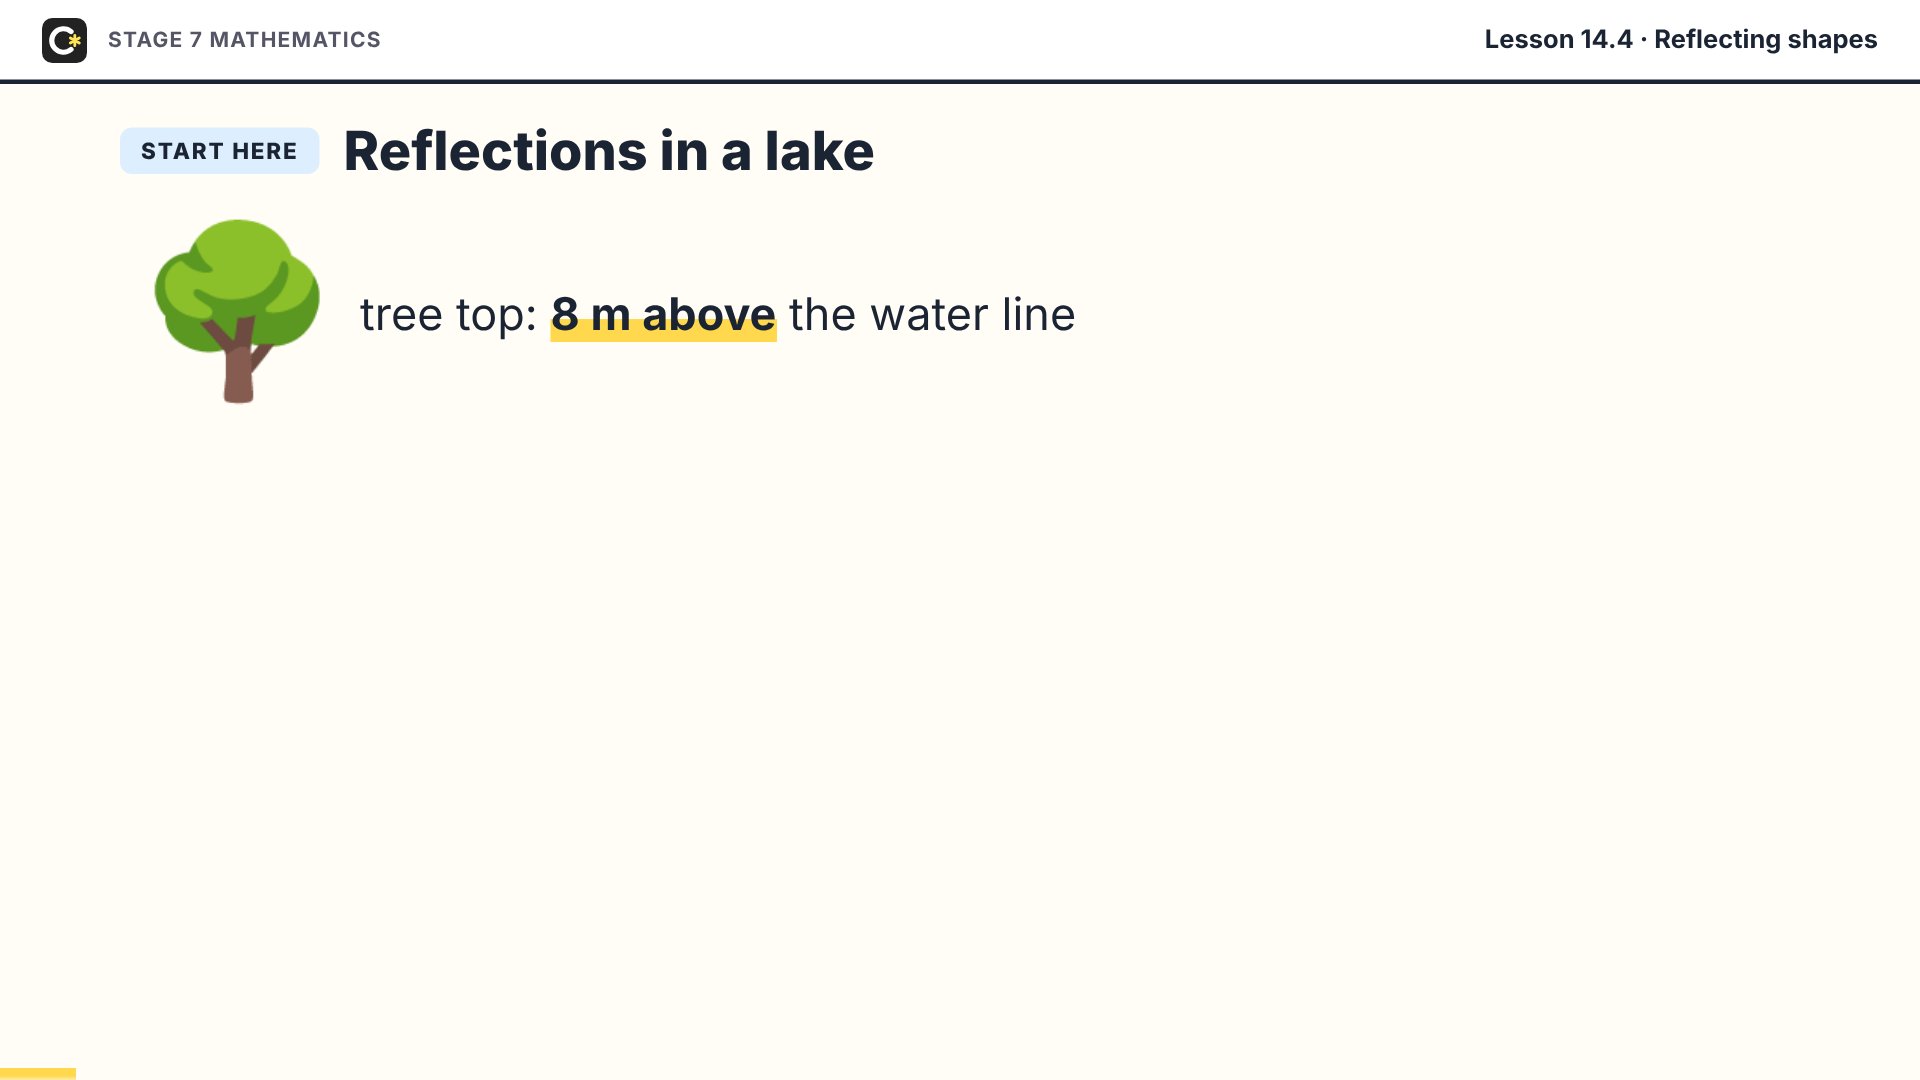 STAGE 7 MATHEMATICS
Lesson 14.4 · Reflecting shapes
START HERE
Reflections in a lake
tree top: 8 m above the water line